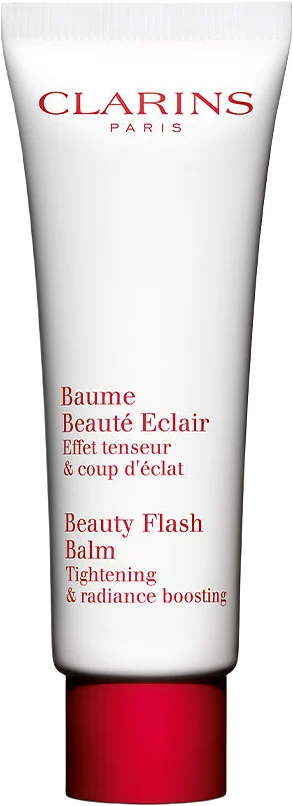 CLARINS
PARIS
Baume
Beauté Eclair
Effet tenseur
& coup d'éclat
Beauty Flash
Balm
Tightening
& radiance boosting